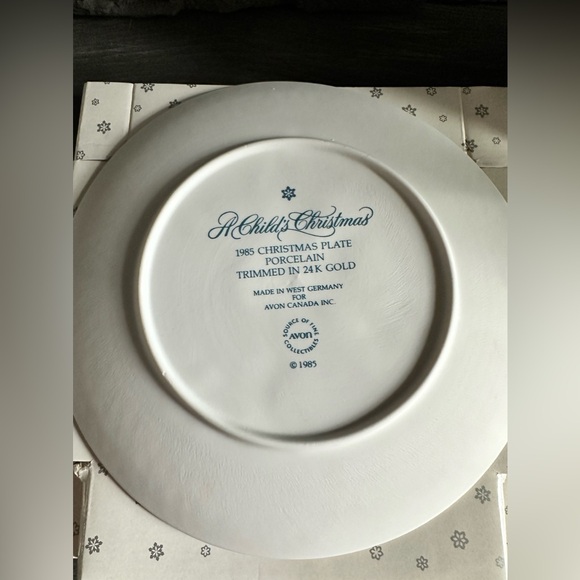 A Child's Christmas
1985 CHRISTMAS PLATE
PORCELAIN
TRIMMED IN 24K GOLD
MADE IN WEST GERMANY
FOR
AVON CANADA INC.
SOURCE OF FINE
AVON
COLLECTIBLES
© 1985